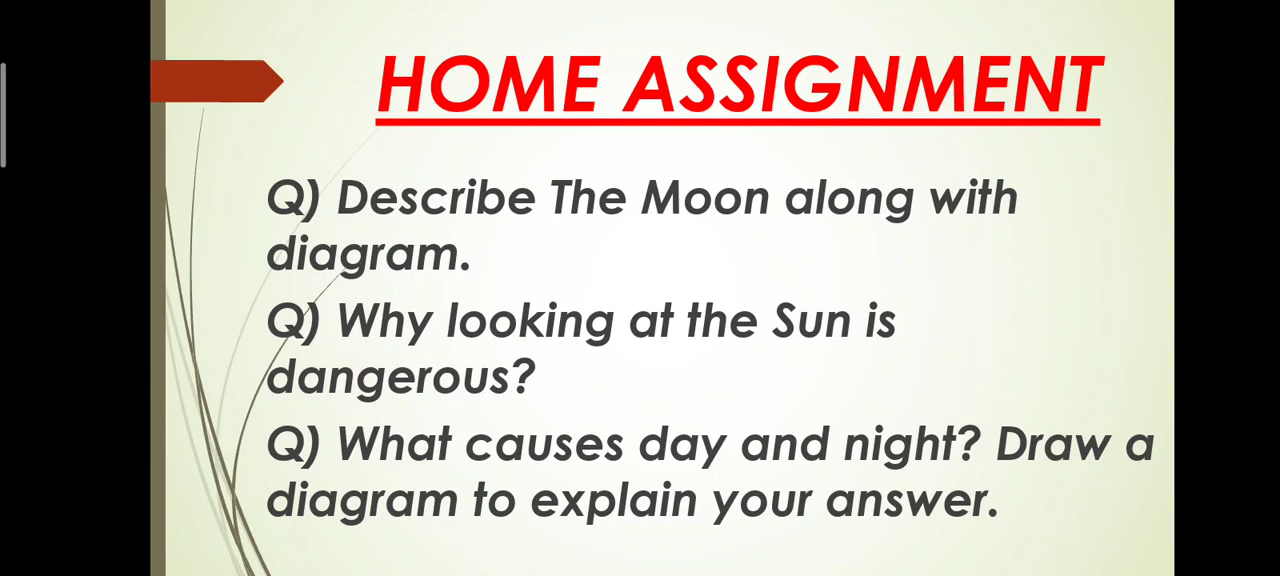 HOME ASSIGNMENT
Q) Describe The Moon along with
diagram.
Q) Why looking at the Sun is
dangerous?
Q) What causes day and night? Draw a
diagram to explain your answer.